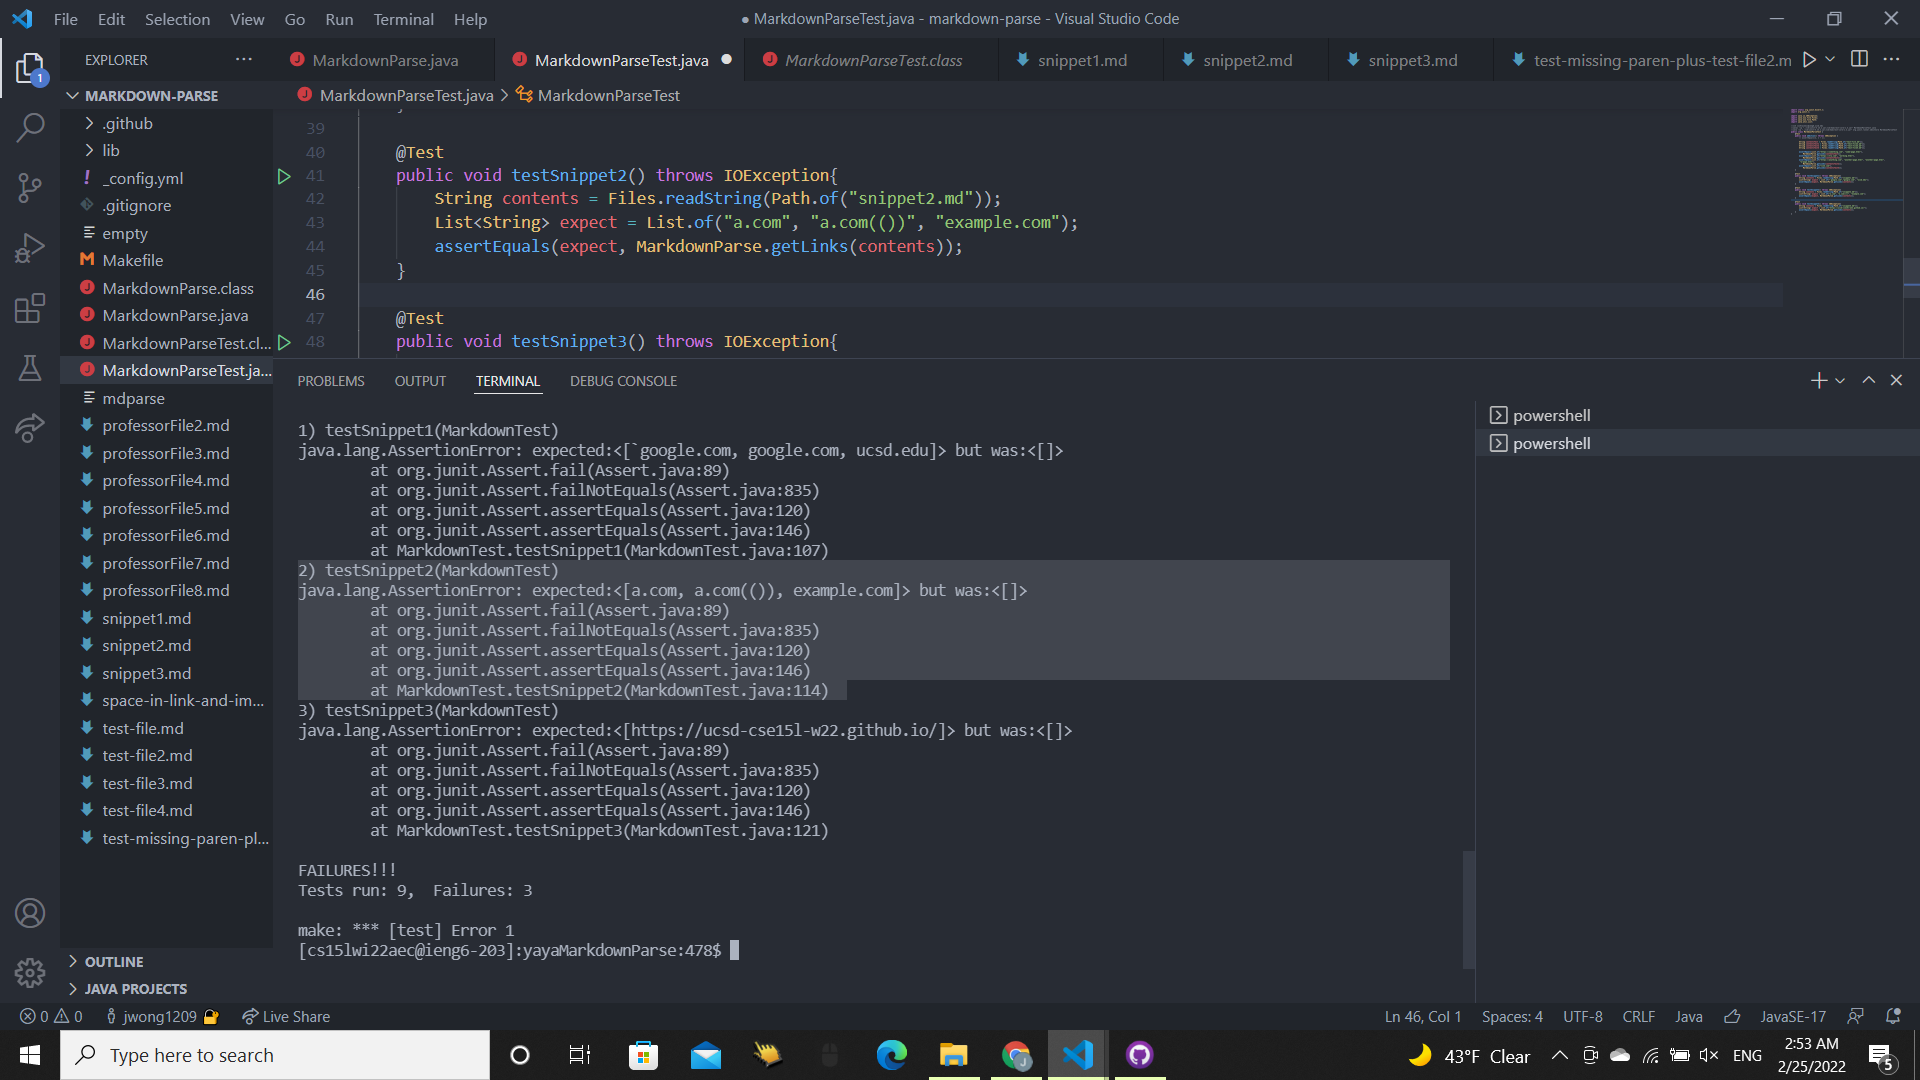 File Edit Selection View Go Run Terminal Help
● MarkdownParseTest.java - markdown-parse - Visual Studio Code
EXPLORER
MarkdownParse.java
MarkdownParseTest.java
MarkdownParseTest.class
snippet1.md
snippet2.md
snippet3.md
test-missing-paren-plus-test-file2.m
MARKDOWN-PARSE
MarkdownParseTest.java > MarkdownParseTest
.github
lib
_config.yml
.gitignore
empty
Makefile
MarkdownParse.class
MarkdownParse.java
MarkdownParseTest.cl...
MarkdownParseTest.ja...
mdparse
professorFile2.md
professorFile3.md
professorFile4.md
professorFile5.md
professorFile6.md
professorFile7.md
professorFile8.md
snippet1.md
snippet2.md
snippet3.md
space-in-link-and-im...
test-file.md
test-file2.md
test-file3.md
test-file4.md
test-missing-paren-pl...
OUTLINE
JAVA PROJECTS
39
40 @Test
41 public void testSnippet2() throws IOException{
42 String contents = Files.readString(Path.of("snippet2.md"));
43 List<String> expect = List.of("a.com", "a.com(())", "example.com");
44 assertEquals(expect, MarkdownParse.getLinks(contents));
45 }
46
47 @Test
48 public void testSnippet3() throws IOException{
PROBLEMS OUTPUT TERMINAL DEBUG CONSOLE
powershell
powershell
1) testSnippet1(MarkdownTest)
java.lang.AssertionError: expected:<[`google.com, google.com, ucsd.edu]> but was:<[]>
at org.junit.Assert.fail(Assert.java:89)
at org.junit.Assert.failNotEquals(Assert.java:835)
at org.junit.Assert.assertEquals(Assert.java:120)
at org.junit.Assert.assertEquals(Assert.java:146)
at MarkdownTest.testSnippet1(MarkdownTest.java:107)
2) testSnippet2(MarkdownTest)
java.lang.AssertionError: expected:<[a.com, a.com(()), example.com]> but was:<[]>
at org.junit.Assert.fail(Assert.java:89)
at org.junit.Assert.failNotEquals(Assert.java:835)
at org.junit.Assert.assertEquals(Assert.java:120)
at org.junit.Assert.assertEquals(Assert.java:146)
at MarkdownTest.testSnippet2(MarkdownTest.java:114)
3) testSnippet3(MarkdownTest)
java.lang.AssertionError: expected:<[https://ucsd-cse15l-w22.github.io/]> but was:<[]>
at org.junit.Assert.fail(Assert.java:89)
at org.junit.Assert.failNotEquals(Assert.java:835)
at org.junit.Assert.assertEquals(Assert.java:120)
at org.junit.Assert.assertEquals(Assert.java:146)
at MarkdownTest.testSnippet3(MarkdownTest.java:121)
FAILURES!!!
Tests run: 9,  Failures: 3
make: *** [test] Error 1
[cs15lwi22aec@ieng6-203]:yayaMarkdownParse:478$
0 0 jwong1209 Live Share
Ln 46, Col 1 Spaces: 4 UTF-8 CRLF Java JavaSE-17
Type here to search
43°F Clear
ENG
2:53 AM
2/25/2022
5
1